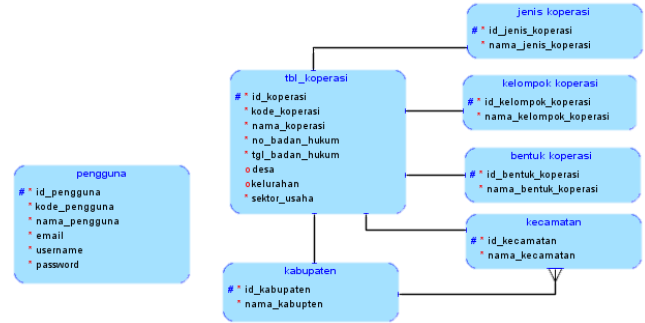 jenis koperasi
# * id_jenis_koperasi
* nama_jenis_koperasi
tbl_koperasi
# * id_koperasi
* kode_koperasi
* nama_koperasi
* no_badan_hukum
* tgl_badan_hukum
o desa
o kelurahan
* sektor_usaha
kelompok koperasi
# * id_kelompok_koperasi
* nama_kelompok_koperasi
bentuk koperasi
# * id_bentuk_koperasi
* nama_bentuk_koperasi
pengguna
# * id_pengguna
* kode_pengguna
* nama_pengguna
* email
* username
* password
kecamatan
# * id_kecamatan
* nama_kecamatan
kabupaten
# * id_kabupaten
* nama_kabupten